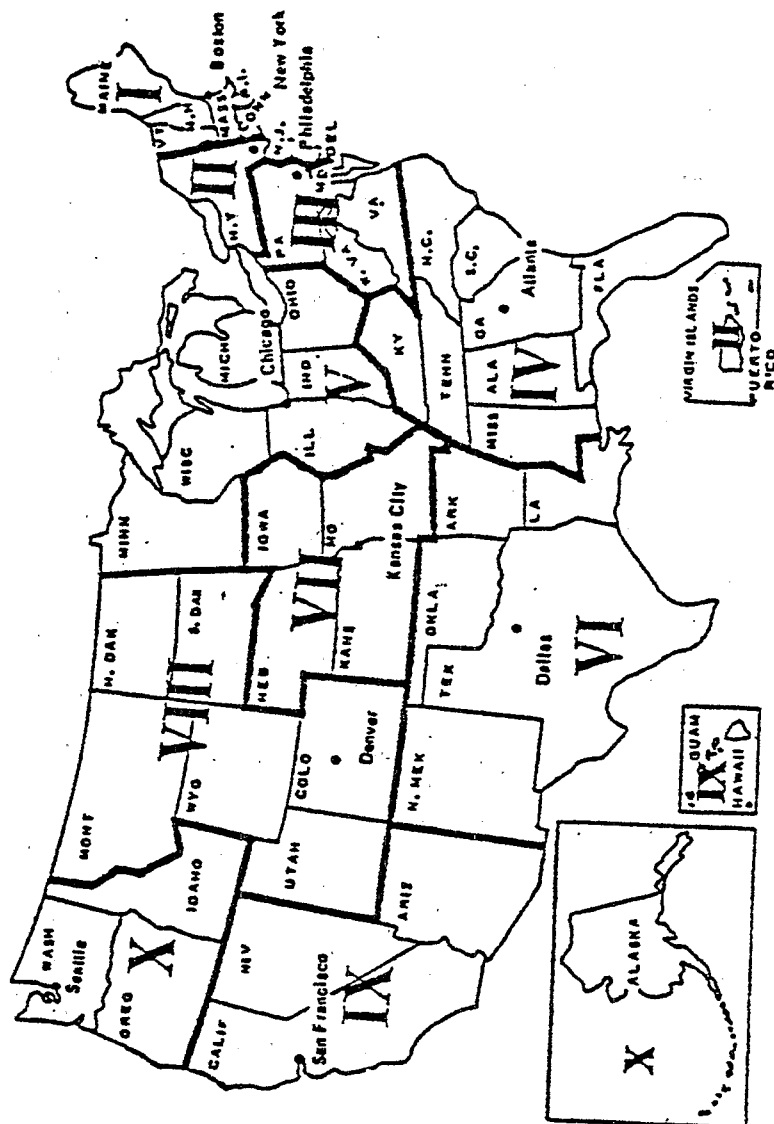 WASH
Seattle
OREG
X
IDAHO
MONT
WYO
VIII
N. DAK
S. DAK
NEB
MINN
WISC
MICH
IOWA
ILL
IND
OHIO
Chicago
V
CALIF
NEV
San Francisco
IX
UTAH
ARIZ
COLO
Denver
N. MEX
KANS
VII
MO
Kansas City
OKLA
TEX
Dallas
VI
ARK
LA
KY
TENN
MISS
ALA
GA
IV
Atlanta
FLA
N.C.
S.C.
VA
W. VA
III
PA
MD
DEL
Philadelphia
N.J.
N.Y
II
New York
CONN
R.I.
MASS
Boston
VT
N.H
MAINE
I
X
ALASKA
GUAM
IX
HAWAII
VIRGIN ISLANDS
II
PUERTO
RICO